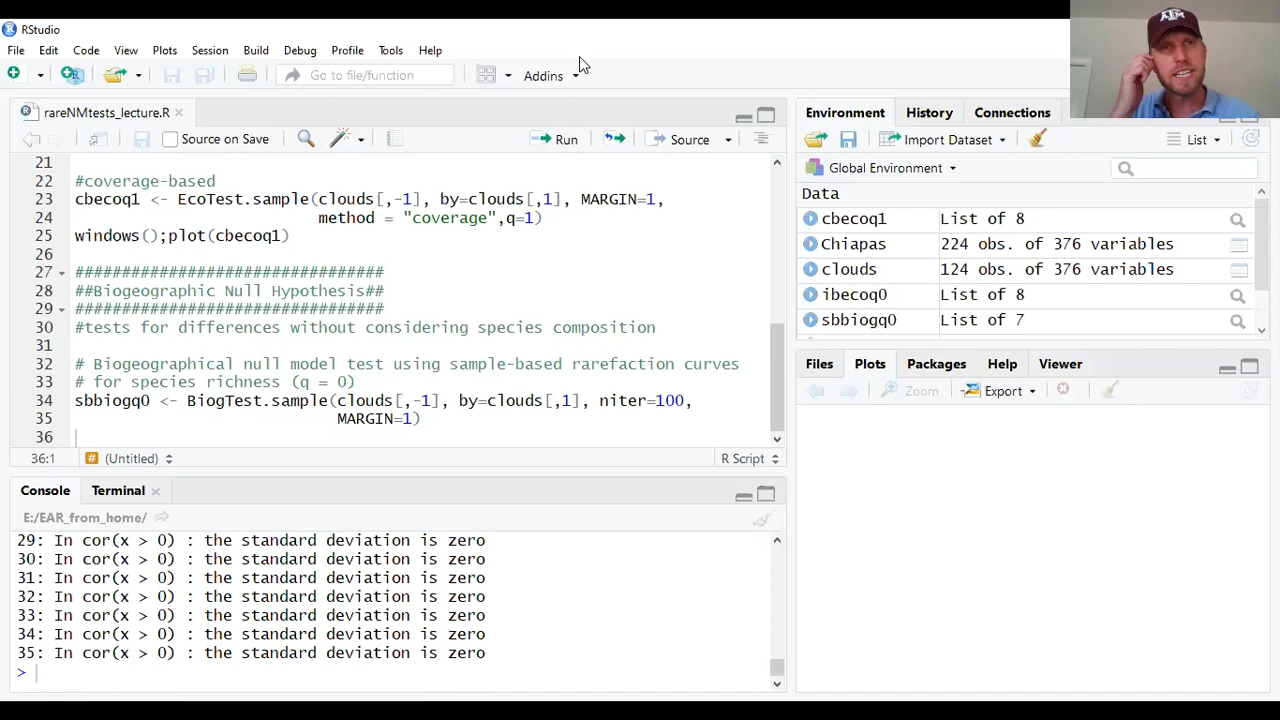 RStudio
File Edit Code View Plots Session Build Debug Profile Tools Help
Go to file/function Addins
rareNMtests_lecture.R
Source on Save Run Source
21
22 #coverage-based
23 cbecoq1 <- EcoTest.sample(clouds[,-1], by=clouds[,1], MARGIN=1,
24 method = "coverage",q=1)
25 windows();plot(cbecoq1)
26
27 #################################
28 ##Biogeographic Null Hypothesis##
29 #################################
30 #tests for differences without considering species composition
31
32 # Biogeographical null model test using sample-based rarefaction curves
33 # for species richness (q = 0)
34 sbbiogq0 <- BiogTest.sample(clouds[,-1], by=clouds[,1], niter=100,
35 MARGIN=1)
36
36:1 # (Untitled) R Script
Console Terminal
E:/EAR_from_home/
29: In cor(x > 0) : the standard deviation is zero
30: In cor(x > 0) : the standard deviation is zero
31: In cor(x > 0) : the standard deviation is zero
32: In cor(x > 0) : the standard deviation is zero
33: In cor(x > 0) : the standard deviation is zero
34: In cor(x > 0) : the standard deviation is zero
35: In cor(x > 0) : the standard deviation is zero
>
Environment History Connections
Import Dataset List
Global Environment
Data
cbecoq1 List of 8
Chiapas 224 obs. of 376 variables
clouds 124 obs. of 376 variables
ibecoq0 List of 8
sbbiogq0 List of 7
Files Plots Packages Help Viewer
Zoom Export
ATM